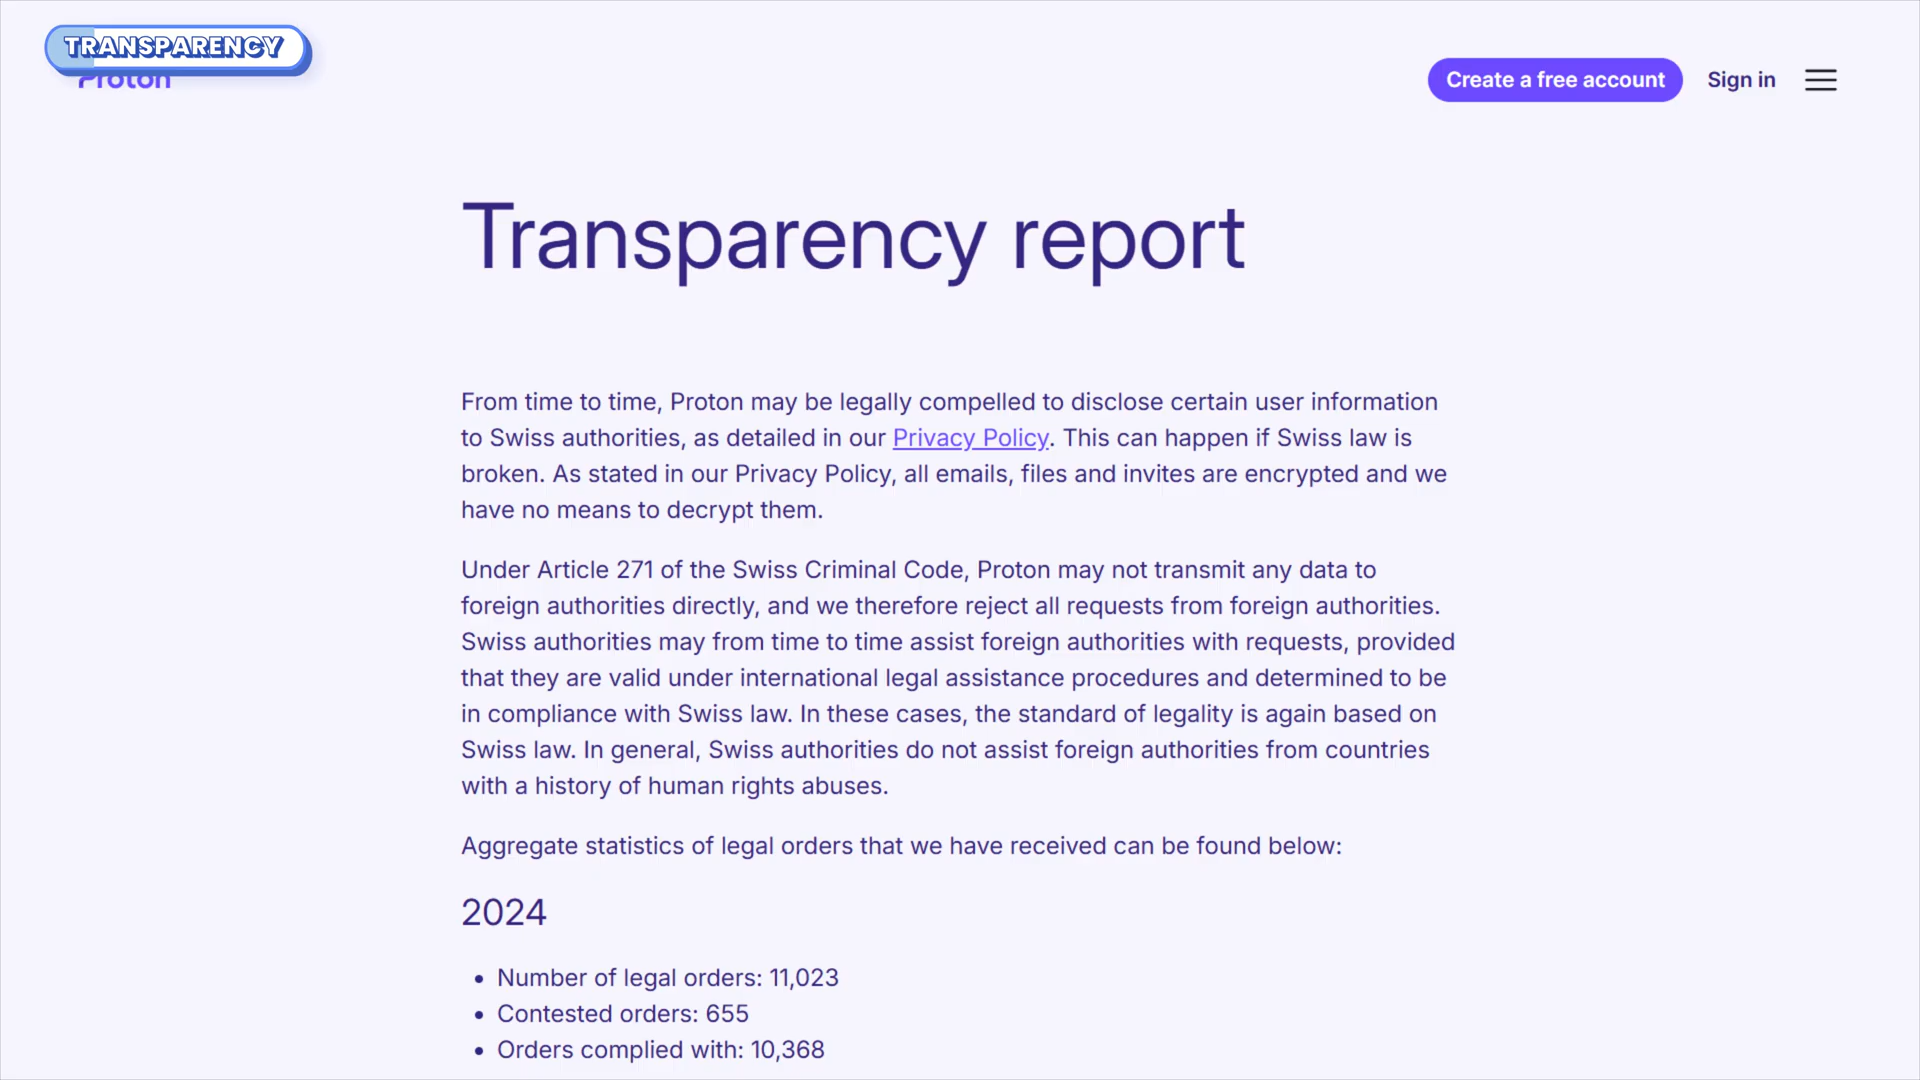 TRANSPARENCY
Proton
Create a free account
Sign in
Transparency report
From time to time, Proton may be legally compelled to disclose certain user information
to Swiss authorities, as detailed in our Privacy Policy. This can happen if Swiss law is
broken. As stated in our Privacy Policy, all emails, files and invites are encrypted and we
have no means to decrypt them.
Under Article 271 of the Swiss Criminal Code, Proton may not transmit any data to
foreign authorities directly, and we therefore reject all requests from foreign authorities.
Swiss authorities may from time to time assist foreign authorities with requests, provided
that they are valid under international legal assistance procedures and determined to be
in compliance with Swiss law. In these cases, the standard of legality is again based on
Swiss law. In general, Swiss authorities do not assist foreign authorities from countries
with a history of human rights abuses.
Aggregate statistics of legal orders that we have received can be found below:
2024
• Number of legal orders: 11,023
• Contested orders: 655
• Orders complied with: 10,368